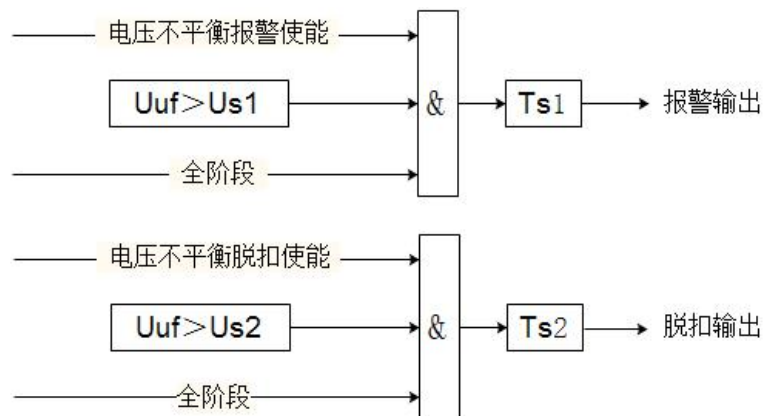 电压不平衡报警使能
Uuf＞Us1 & Ts1 报警输出
全阶段
电压不平衡脱扣使能
Uuf＞Us2 & Ts2 脱扣输出
全阶段